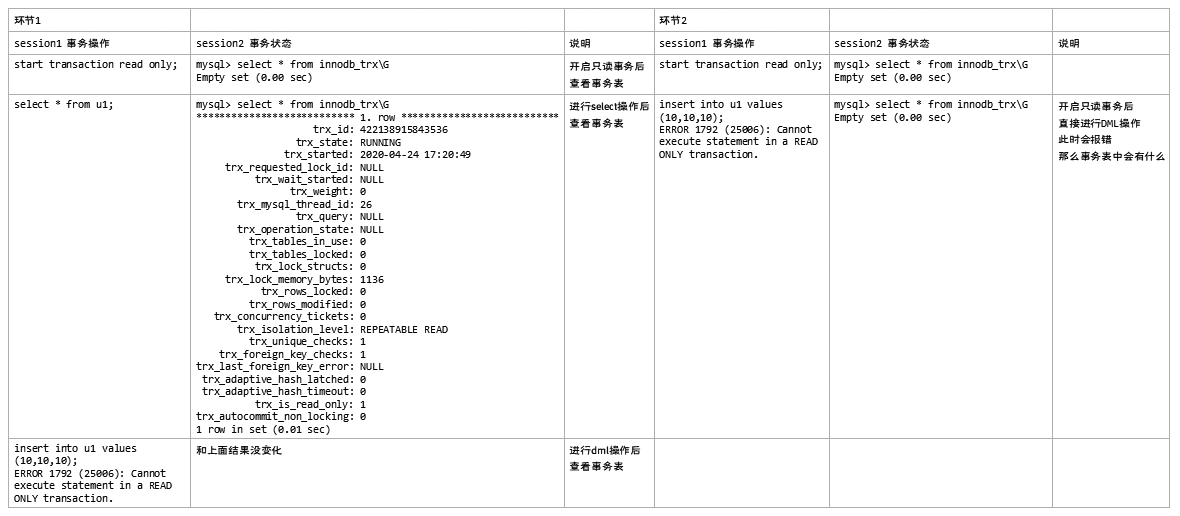 环节1
环节2
session1 事务操作
session2 事务状态
说明
session1 事务操作
session2 事务状态
说明
start transaction read only;
mysql> select * from innodb_trx\G
Empty set (0.00 sec)
开启只读事务后
查看事务表
start transaction read only;
mysql> select * from innodb_trx\G
Empty set (0.00 sec)
select * from u1;
mysql> select * from innodb_trx\G
*************************** 1. row ***************************
trx_id: 422138915843536
trx_state: RUNNING
trx_started: 2020-04-24 17:20:49
trx_requested_lock_id: NULL
trx_wait_started: NULL
trx_weight: 0
trx_mysql_thread_id: 26
trx_query: NULL
trx_operation_state: NULL
trx_tables_in_use: 0
trx_tables_locked: 0
trx_lock_structs: 0
trx_lock_memory_bytes: 1136
trx_rows_locked: 0
trx_rows_modified: 0
trx_concurrency_tickets: 0
trx_isolation_level: REPEATABLE READ
trx_unique_checks: 1
trx_foreign_key_checks: 1
trx_last_foreign_key_error: NULL
trx_adaptive_hash_latched: 0
trx_adaptive_hash_timeout: 0
trx_is_read_only: 1
trx_autocommit_non_locking: 0
1 row in set (0.01 sec)
进行select操作后
查看事务表
insert into u1 values
(10,10,10);
ERROR 1792 (25006): Cannot
execute statement in a READ
ONLY transaction.
mysql> select * from innodb_trx\G
Empty set (0.00 sec)
开启只读事务后
直接进行DML操作
此时会报错
那么事务表中会有什么
insert into u1 values
(10,10,10);
ERROR 1792 (25006): Cannot
execute statement in a READ
ONLY transaction.
和上面结果没变化
进行dml操作后
查看事务表